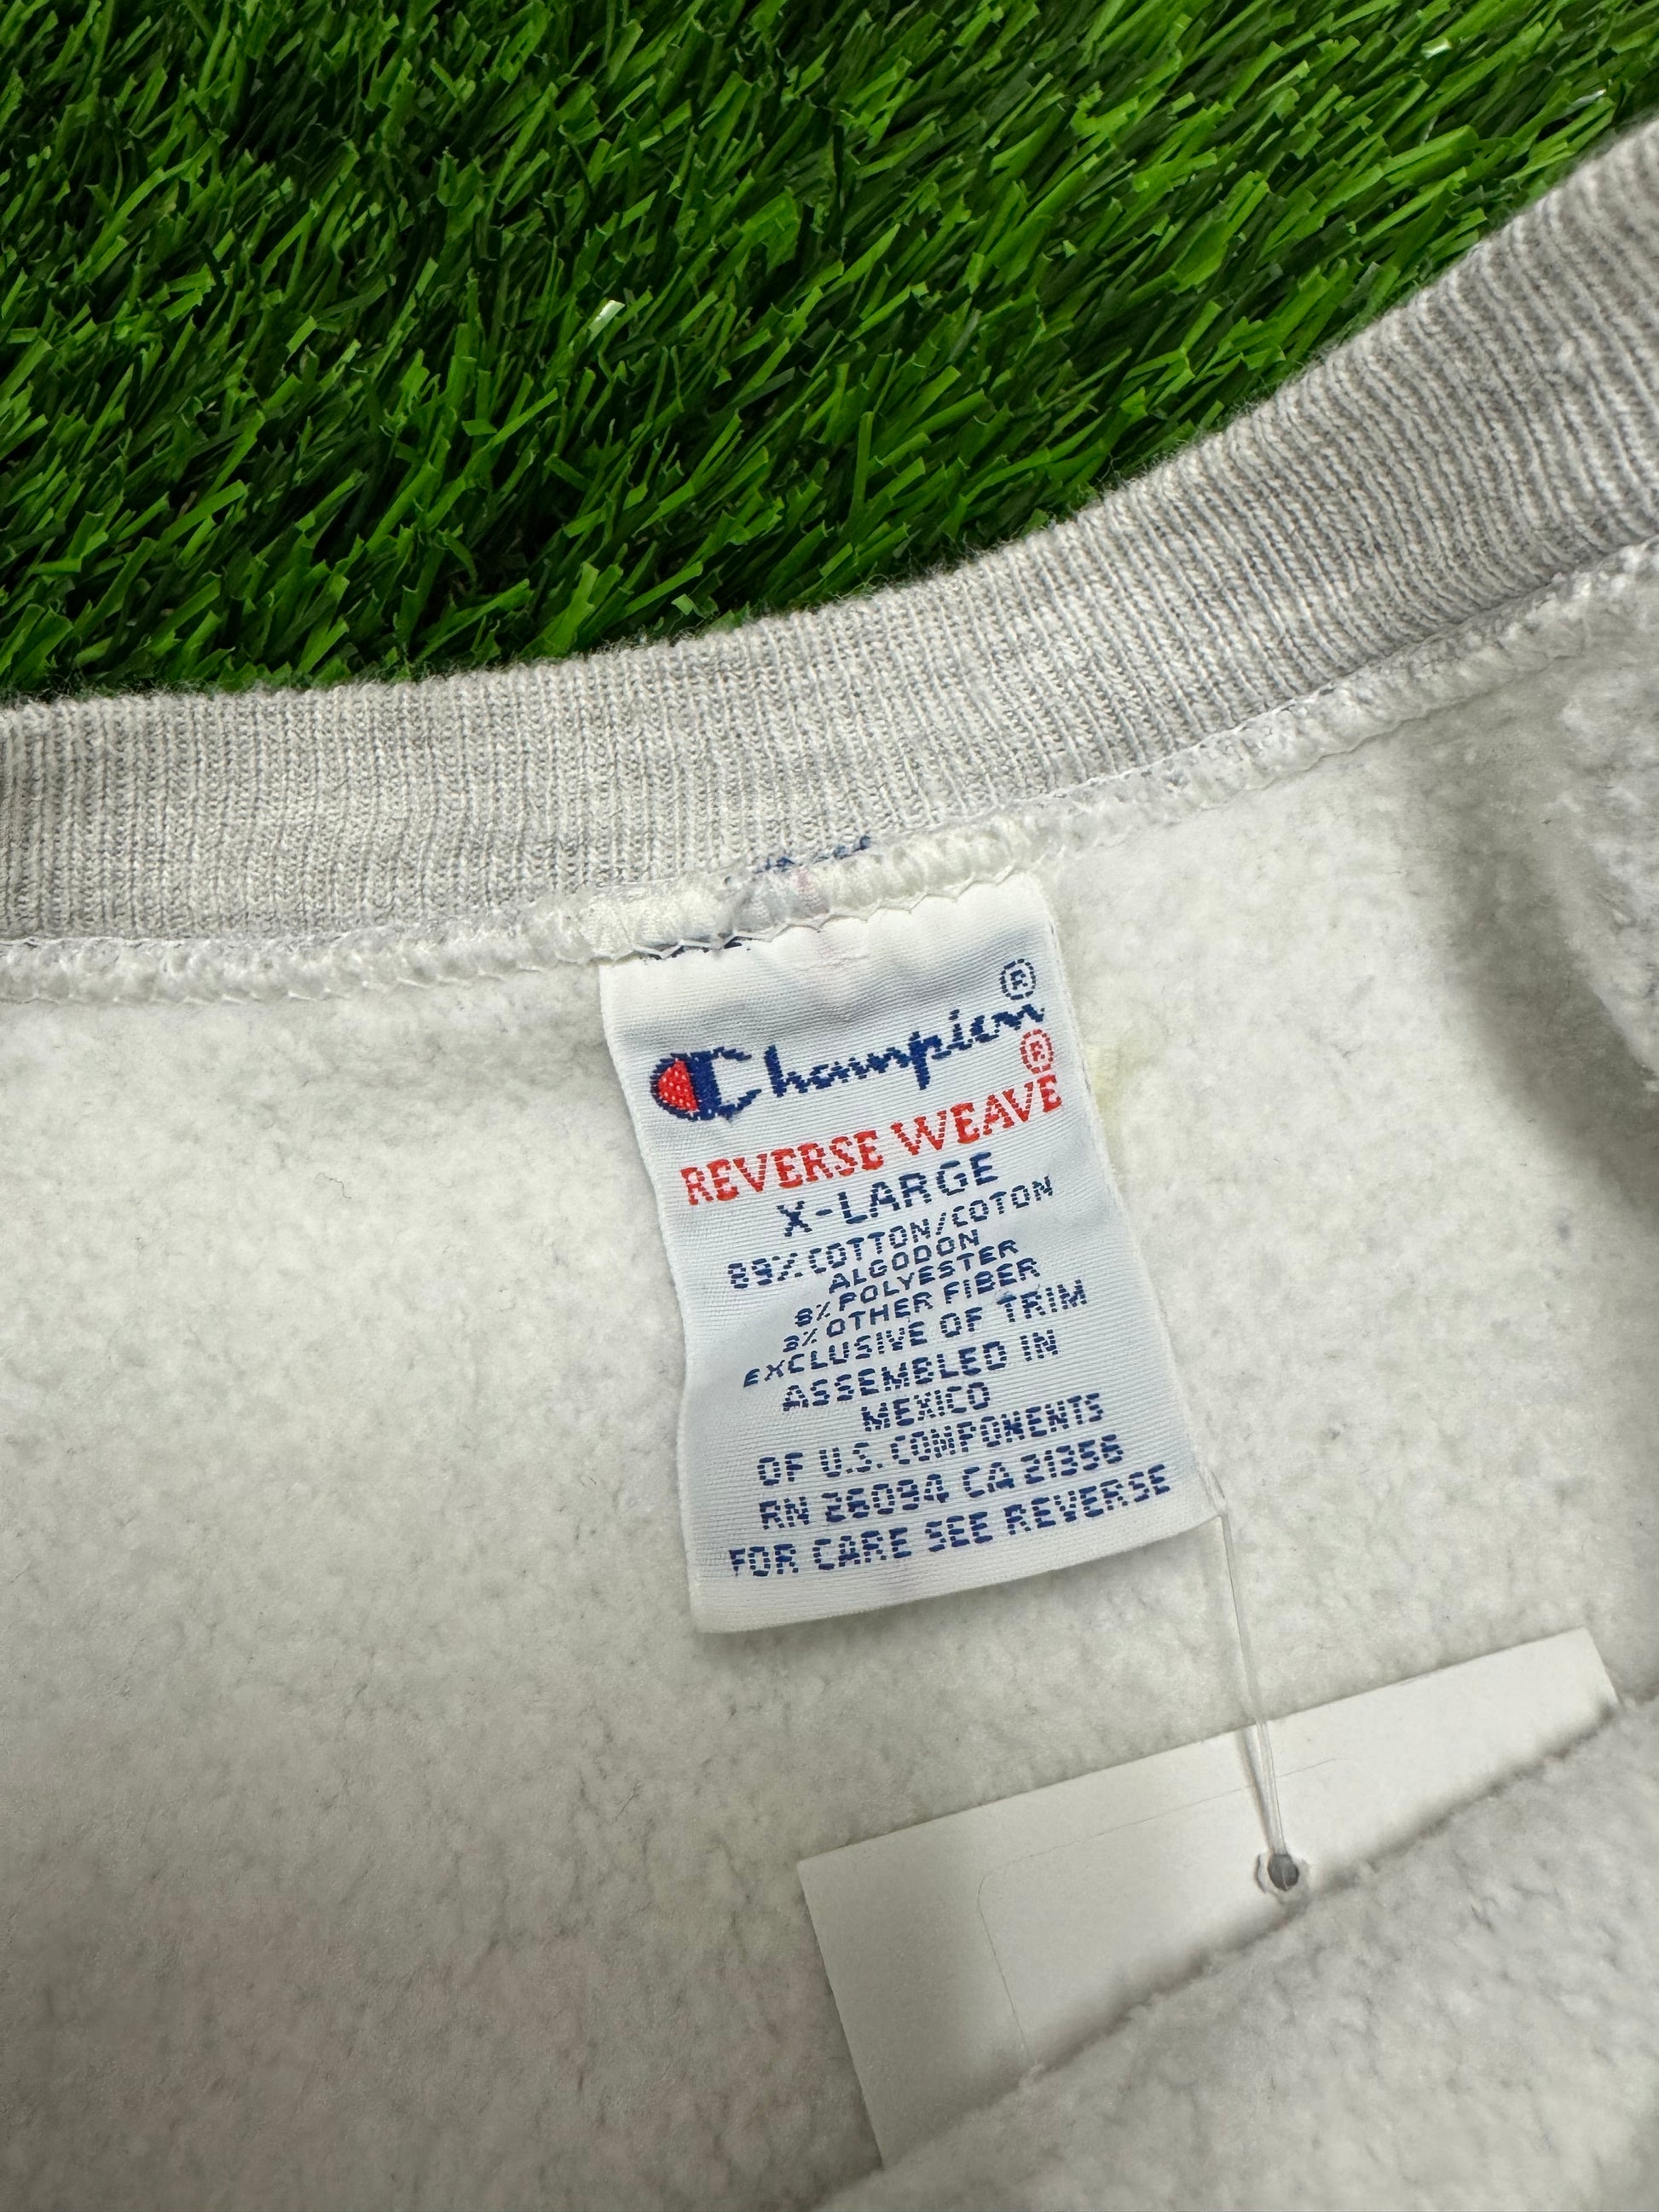 Champion®
REVERSE WEAVE®
X-LARGE
89% COTTON/COTON
ALGODON
8% POLYESTER
3% OTHER FIBER
EXCLUSIVE OF TRIM
ASSEMBLED IN
MEXICO
OF U.S. COMPONENTS
RN 26094 CA 21356
FOR CARE SEE REVERSE